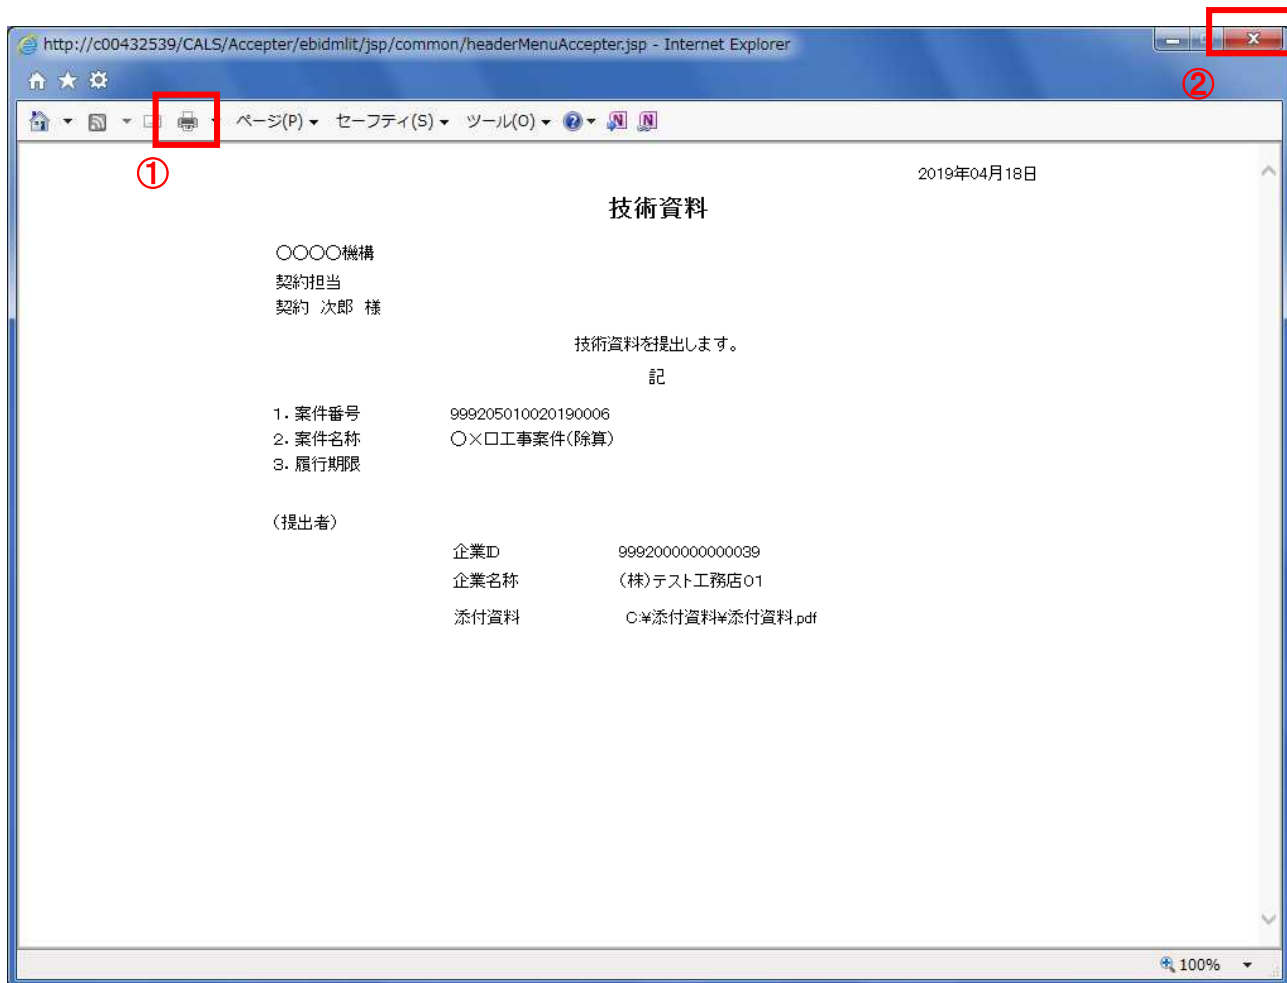 http://c00432539/CALS/Accepter/ebidmlit/jsp/common/headerMenuAccepter.jsp - Internet Explorer
②
ページ(P) セーフティ(S) ツール(O)
①
2019年04月18日
技術資料
〇〇〇〇機構
契約担当
契約 次郎 様
技術資料を提出します。
記
1. 案件番号 999205010020190006
2. 案件名称 〇×口工事案件(除算)
3. 履行期限
(提出者)
企業ID 9992000000000039
企業名称 (株)テスト工務店01
添付資料 C:¥添付資料¥添付資料.pdf
100%